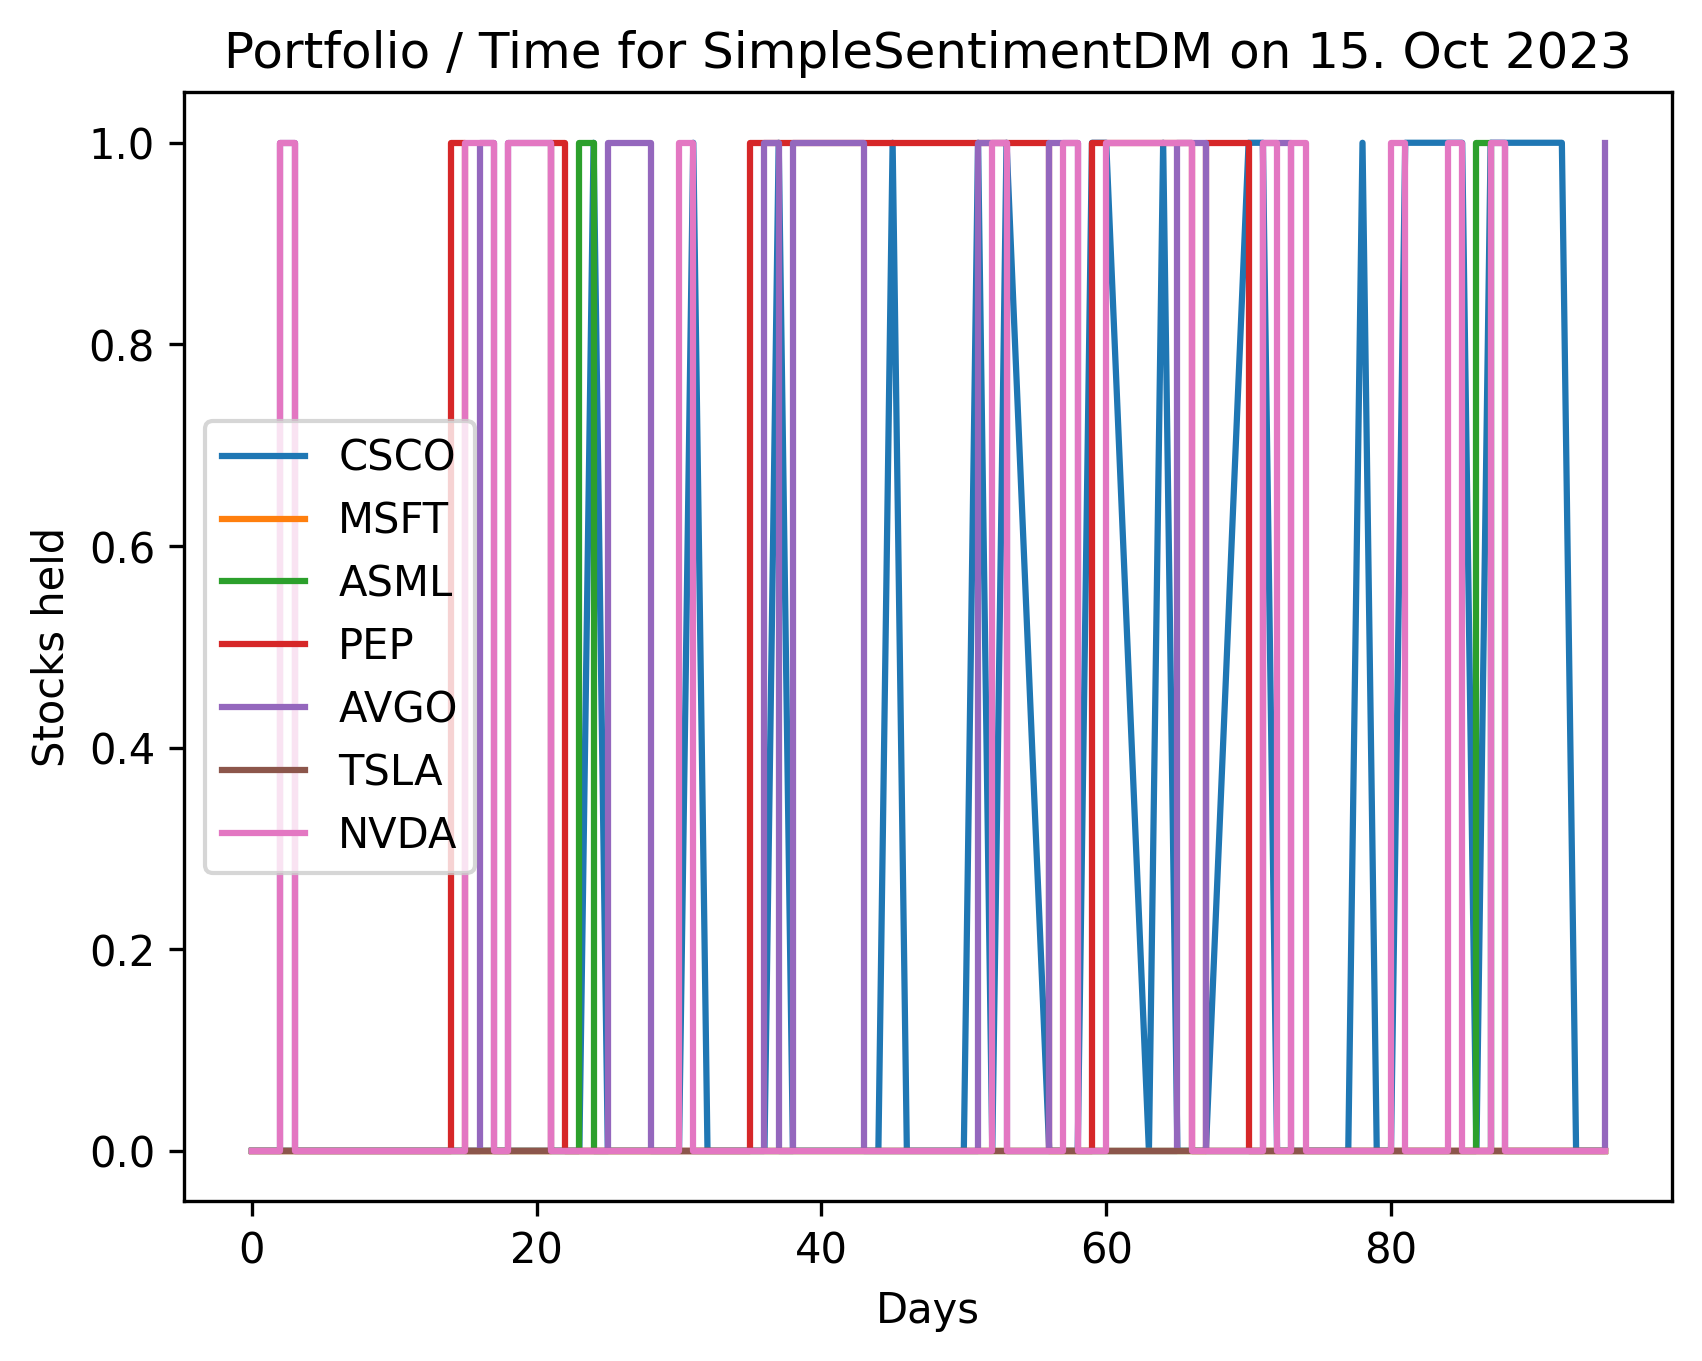 Portfolio / Time for SimpleSentimentDM on 15. Oct 2023
1.0
0.8
0.6
0.4
0.2
0.0
Stocks held
CSCO
MSFT
ASML
PEP
AVGO
TSLA
NVDA
0 20 40 60 80
Days